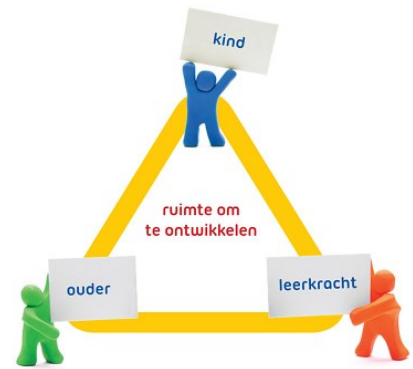 kind
ruimte om
te ontwikkelen
ouder
leerkracht